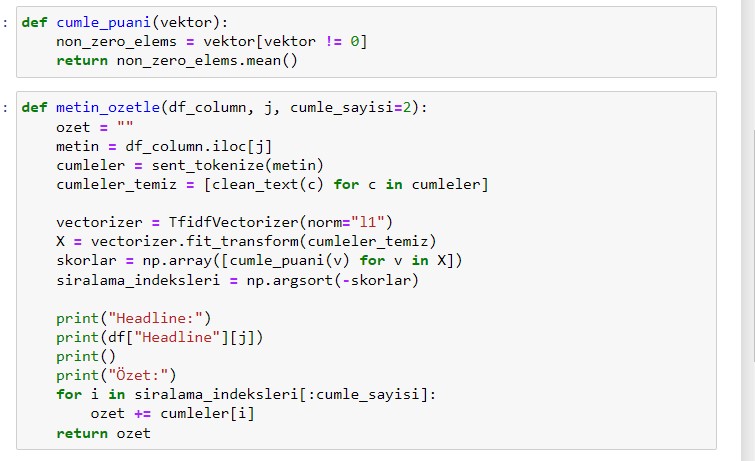 : def cumle_puani(vektor):
    non_zero_elems = vektor[vektor != 0]
    return non_zero_elems.mean()
: def metin_ozetle(df_column, j, cumle_sayisi=2):
    ozet = ""
    metin = df_column.iloc[j]
    cumleler = sent_tokenize(metin)
    cumleler_temiz = [clean_text(c) for c in cumleler]
    vectorizer = TfidfVectorizer(norm="l1")
    X = vectorizer.fit_transform(cumleler_temiz)
    skorlar = np.array([cumle_puani(v) for v in X])
    siralama_indeksleri = np.argsort(-skorlar)
    print("Headline:")
    print(df["Headline"][j])
    print()
    print("Özet:")
    for i in siralama_indeksleri[:cumle_sayisi]:
        ozet += cumleler[i]
    return ozet